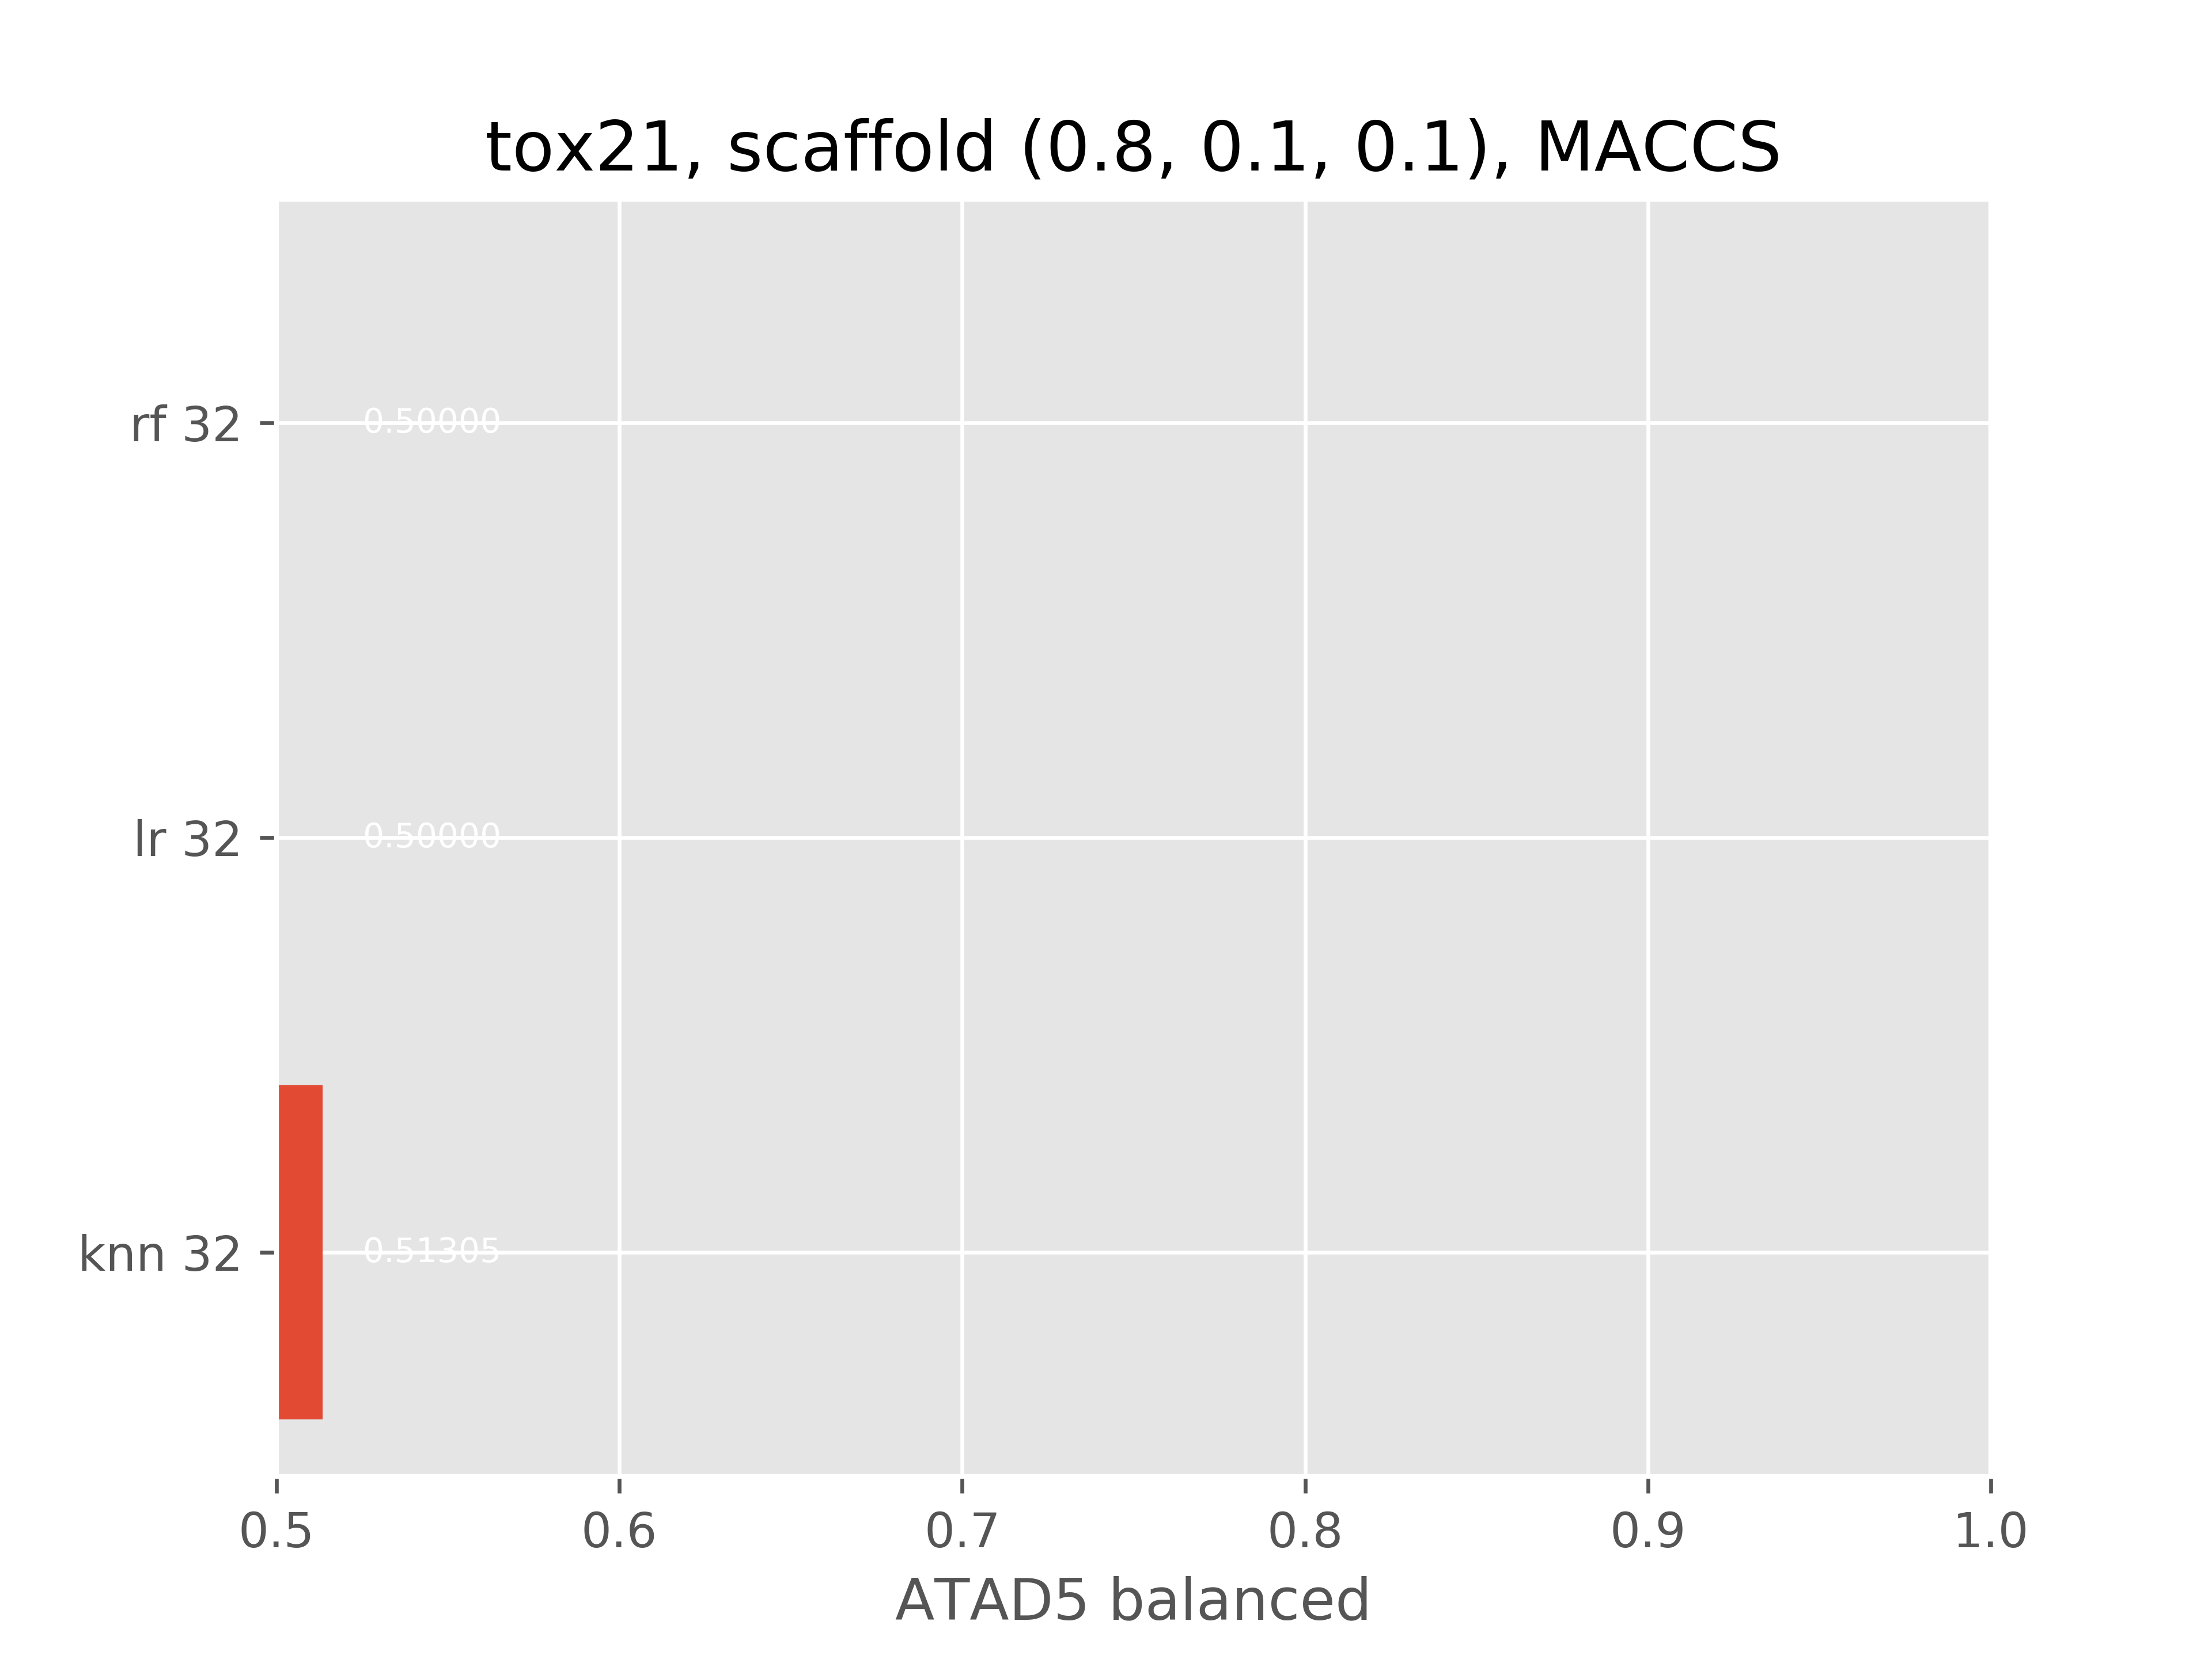 tox21, scaffold (0.8, 0.1, 0.1), MACCS
rf 32
0.50000
lr 32
0.50000
knn 32
0.51305
0.5 0.6 0.7 0.8 0.9 1.0
ATAD5 balanced